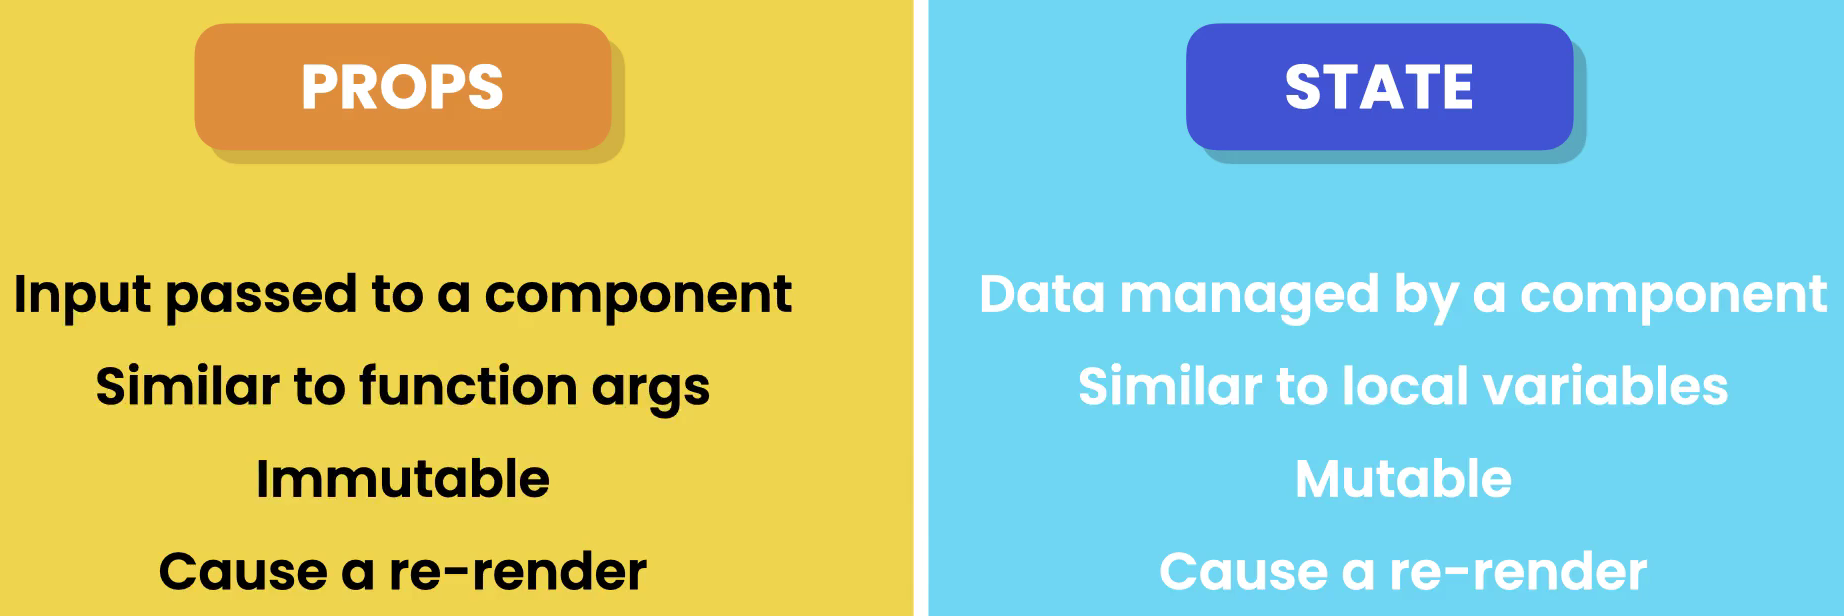 PROPS
Input passed to a component
Similar to function args
Immutable
Cause a re-render
STATE
Data managed by a component
Similar to local variables
Mutable
Cause a re-render